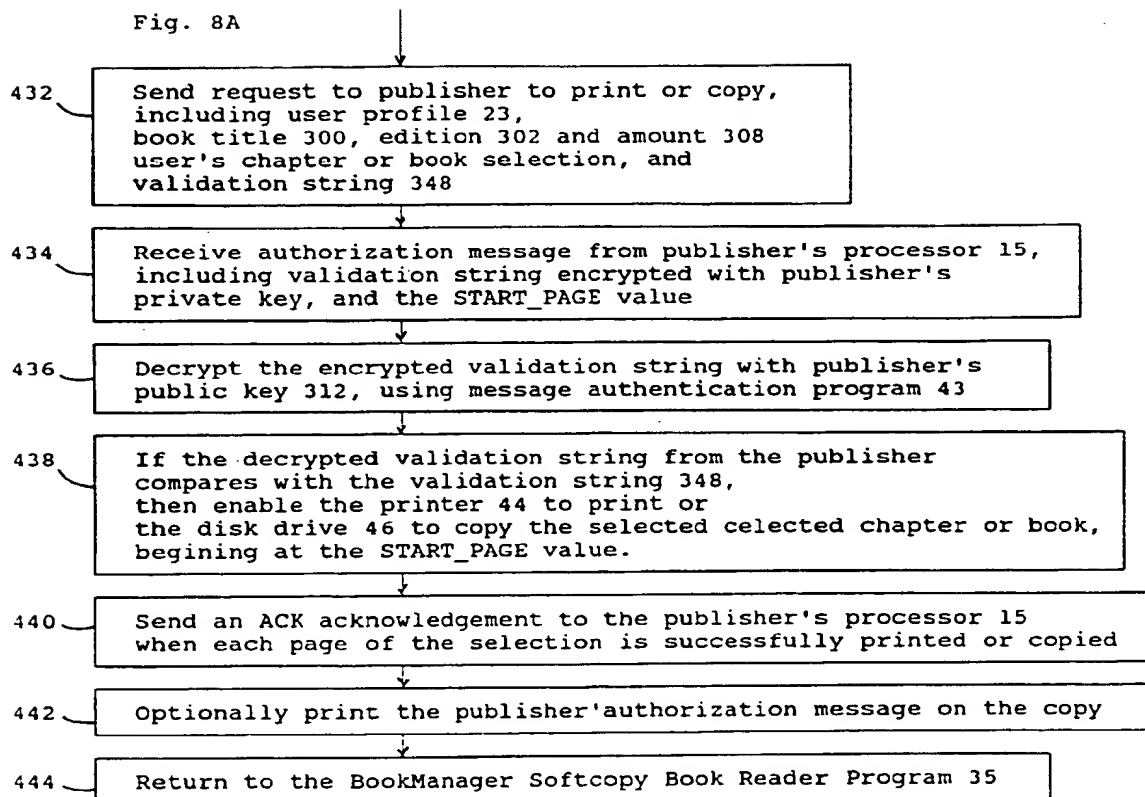 Fig. 8A
432
Send request to publisher to print or copy,
including user profile 23,
book title 300, edition 302 and amount 308
user's chapter or book selection, and
validation string 348
434
Receive authorization message from publisher's processor 15,
including validation string encrypted with publisher's
private key, and the START_PAGE value
436
Decrypt the encrypted validation string with publisher's
public key 312, using message authentication program 43
438
If the decrypted validation string from the publisher
compares with the validation string 348,
then enable the printer 44 to print or
the disk drive 46 to copy the selected celected chapter or book,
begining at the START_PAGE value.
440
Send an ACK acknowledgement to the publisher's processor 15
when each page of the selection is successfully printed or copied
442
Optionally print the publisher'authorization message on the copy
444
Return to the BookManager Softcopy Book Reader Program 35